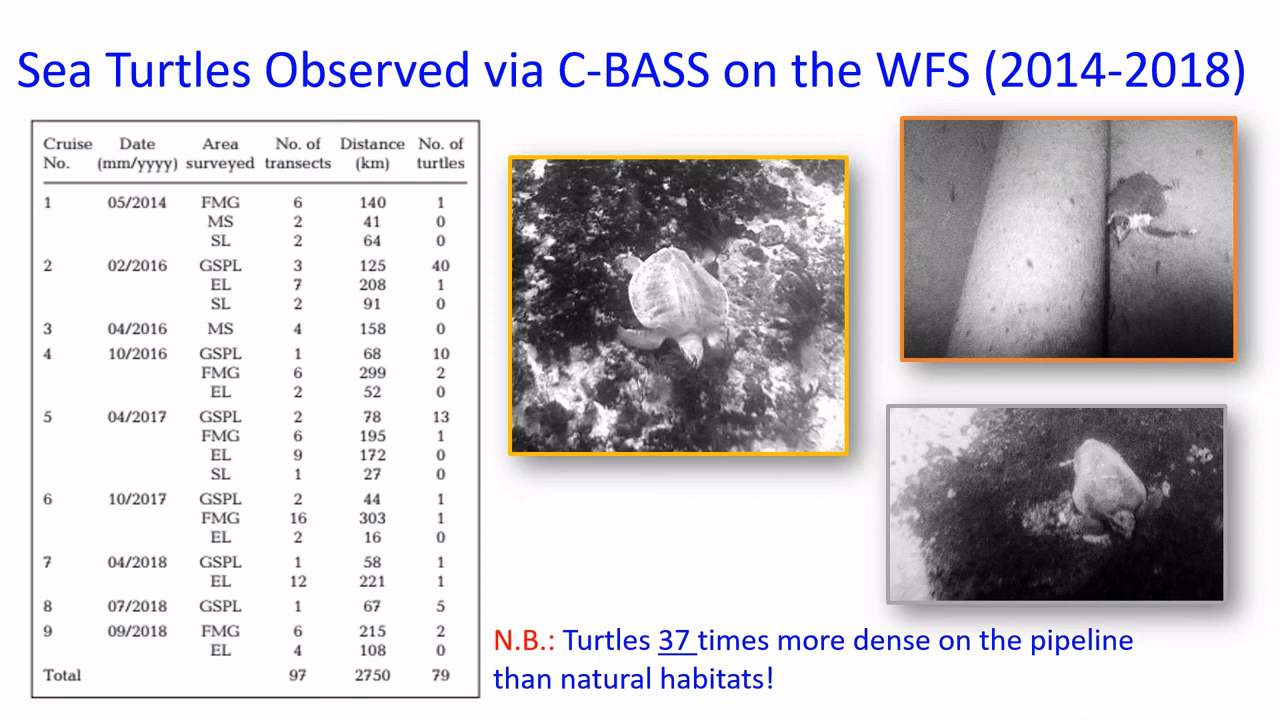 Sea Turtles Observed via C-BASS on the WFS (2014-2018)
Cruise No. Date (mm/yyyy) Area surveyed No. of transects Distance (km) No. of turtles
1 05/2014 FMG 6 140 1
MS 2 41 0
SL 2 64 0
2 02/2016 GSPL 3 125 40
EL 7 208 1
SL 2 91 0
3 04/2016 MS 4 158 0
4 10/2016 GSPL 1 68 10
FMG 6 299 2
EL 2 52 0
5 04/2017 GSPL 2 78 13
FMG 6 195 1
EL 9 172 0
SL 1 27 0
6 10/2017 GSPL 2 44 1
FMG 16 303 1
EL 2 16 0
7 04/2018 GSPL 1 58 1
EL 12 221 1
8 07/2018 GSPL 1 67 5
9 09/2018 FMG 6 215 2
EL 4 108 0
Total 97 2750 79
N.B.: Turtles 37 times more dense on the pipeline
than natural habitats!